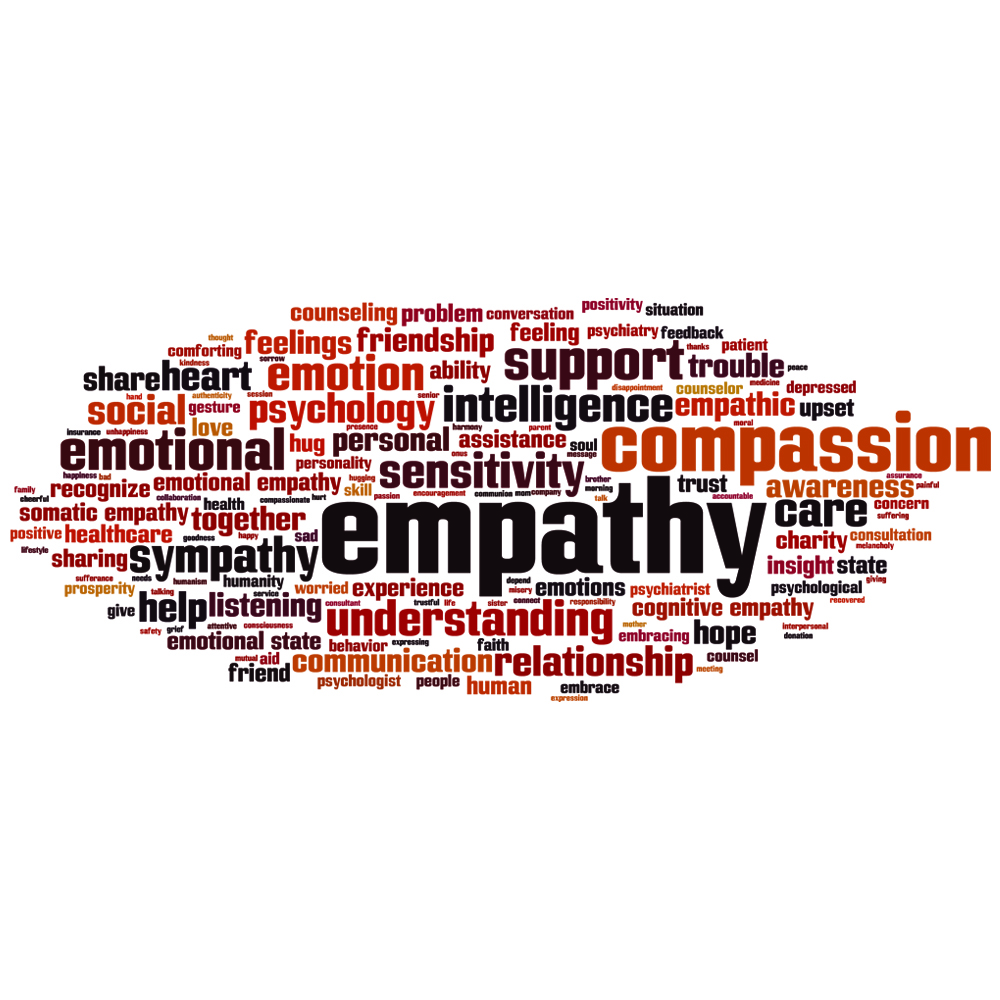 positivity
situation
counseling problem conversation
thought
feelings friendship feeling psychiatry feedback
comforting
kindness
sorrow
support
thanks
patient
trouble
peace
share heart emotion ability
disappointment
counselor
medicine
depressed
hand
authenticity
session
senior
social gesture psychology intelligence empathic upset
love
presence
harmony
parent
moral
insurance
unhappiness
emotional hug personal assistance soul compassion
onus
message
personality
happiness
bad
hugging
sensitivity
brother
trust
assurance
painful
family
recognize emotional empathy
morning
awareness
cheerful
collaboration
health
compassionate
hurt
skill
passion
encouragement
communion
mom
company
talk
accountable
care
concern
suffering
somatic empathy together empathy
positive healthcare
goodness
happy
sad
charity
consultation
melancholy
lifestyle
sharing sympathy
insight state
sufferance
needs
humanism
humanity
depend
giving
prosperity
talking
service
worried experience
misery
emotions psychiatrist psychological
recovered
give help listening
consultant
trustful
life
sister
connect
responsibility
cognitive empathy
safety
grief
attentive
consciousness
understanding
mother
embracing hope
interpersonal
donation
emotional state behavior
expressing
faith
mutual aid
communication relationship
counsel
meeting
friend
psychologist people human embrace
expression